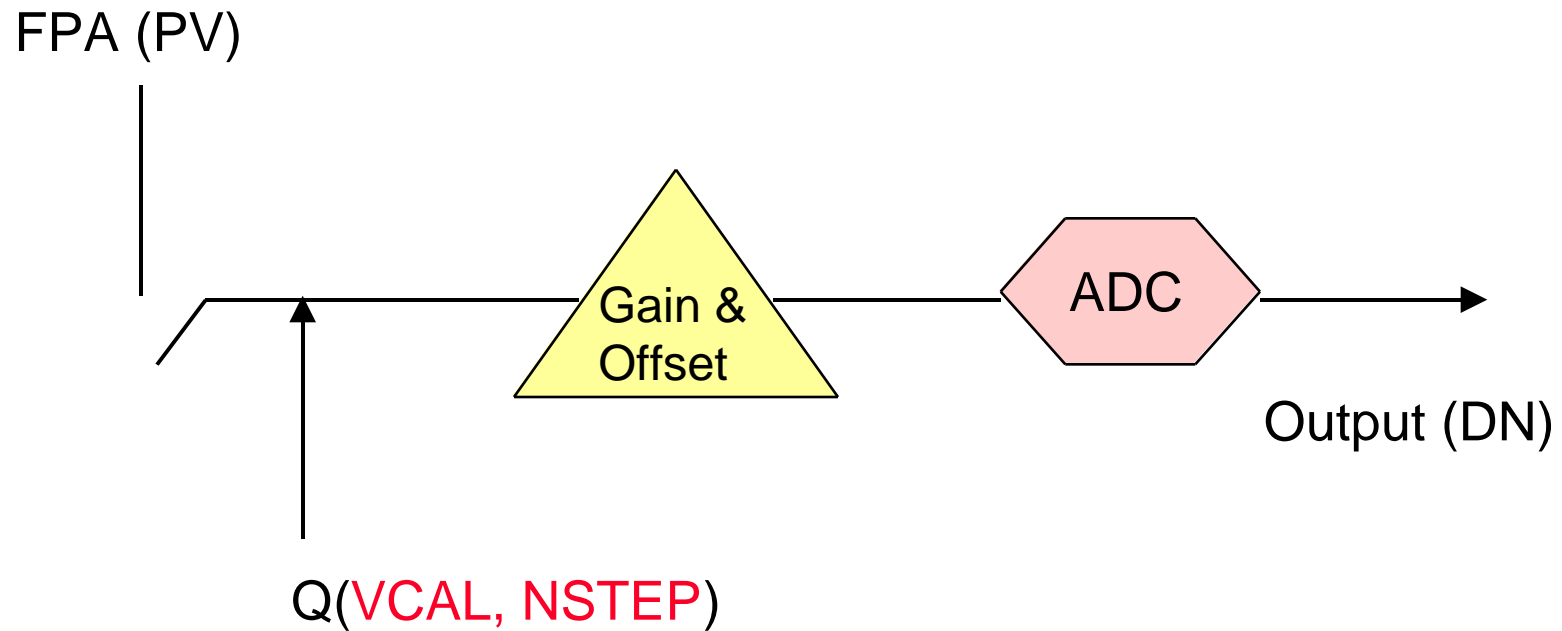 FPA (PV)
Gain &
Offset
ADC
Output (DN)
Q(VCAL, NSTEP)